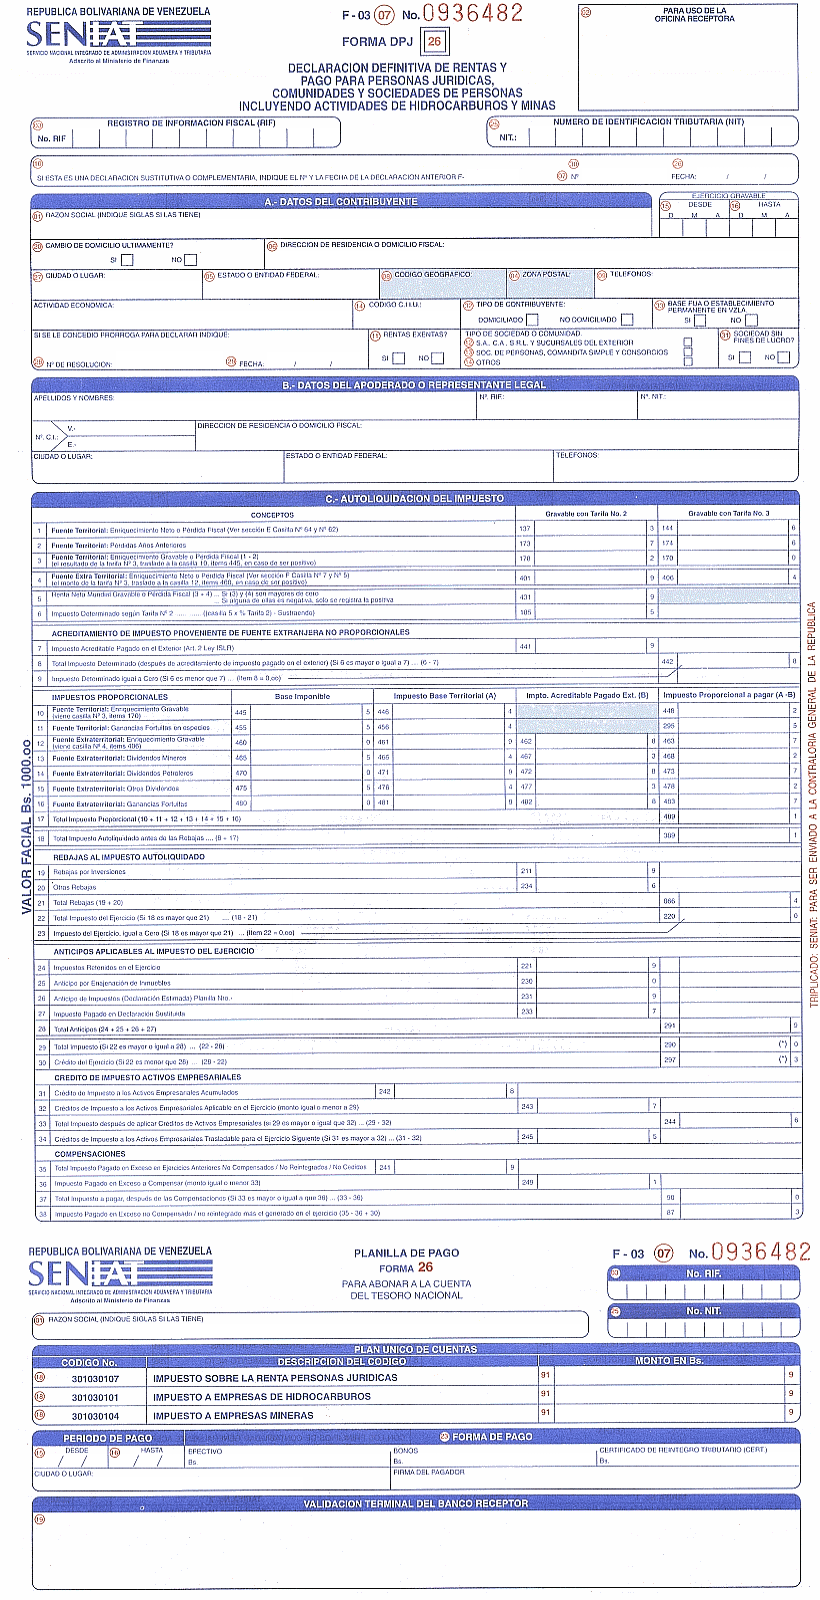 REPUBLICA BOLIVARIANA DE VENEZUELA
SENIAT
SERVICIO NACIONAL INTEGRADO DE ADMINISTRACION ADUANERA Y TRIBUTARIA
Adscrito al Ministerio de Finanzas
F - 03 07 No. 0936482
FORMA DPJ 26
DECLARACION DEFINITIVA DE RENTAS Y
PAGO PARA PERSONAS JURIDICAS,
COMUNIDADES Y SOCIEDADES DE PERSONAS
INCLUYENDO ACTIVIDADES DE HIDROCARBUROS Y MINAS
PARA USO DE LA
OFICINA RECEPTORA
REGISTRO DE INFORMACION FISCAL (RIF)
No. RIF
NUMERO DE IDENTIFICACION TRIBUTARIA (NIT)
NIT.:
SI ESTA ES UNA DECLARACION SUSTITUTIVA O COMPLEMENTARIA, INDIQUE EL Nº Y LA FECHA DE LA DECLARACION ANTERIOR F- 07 Nº FECHA: / /
A.- DATOS DEL CONTRIBUYENTE
EJERCICIO GRAVABLE
DESDE HASTA
D M A D M A
RAZON SOCIAL (INDIQUE SIGLAS SI LAS TIENE)
CAMBIO DE DOMICILIO ULTIMAMENTE?
SI NO
DIRECCION DE RESIDENCIA O DOMICILIO FISCAL:
CIUDAD O LUGAR:
ESTADO O ENTIDAD FEDERAL:
CODIGO GEOGRAFICO:
ZONA POSTAL:
TELEFONOS:
ACTIVIDAD ECONOMICA:
CODIGO C.I.I.U.:
TIPO DE CONTRIBUYENTE:
DOMICILIADO NO DOMICILIADO
BASE FIJA O ESTABLECIMIENTO
PERMANENTE EN VZLA.
SI NO
SI SE LE CONCEDIO PRORROGA PARA DECLARAR INDIQUE:
Nº DE RESOLUCION: FECHA: / /
RENTAS EXENTAS?
SI NO
TIPO DE SOCIEDAD O COMUNIDAD.
S.A., C.A., S.R.L. Y SUCURSALES DEL EXTERIOR
SOC. DE PERSONAS, COMANDITA SIMPLE Y CONSORCIOS
OTROS
SOCIEDAD SIN
FINES DE LUCRO?
SI NO
B.- DATOS DEL APODERADO O REPRESENTANTE LEGAL
APELLIDOS Y NOMBRES:
Nº. RIF:
Nº. NIT.:
Nº. C.I.: V.- E.-
DIRECCION DE RESIDENCIA O DOMICILIO FISCAL:
CIUDAD O LUGAR:
ESTADO O ENTIDAD FEDERAL:
TELEFONOS:
C.- AUTOLIQUIDACION DEL IMPUESTO
CONCEPTOS Gravable con Tarifa No. 2 Gravable con Tarifa No. 3
1 Fuente Territorial: Enriquecimiento Neto o Pérdida Fiscal (Ver sección E Casilla Nº 64 y Nº 62) 137 3 144 6
2 Fuente Territorial: Pérdidas Años Anteriores 173 7 174 6
3 Fuente Territorial: Enriquecimiento Gravable o Pérdida Fiscal (1 - 2) 178 2 170 0
(el resultado de la tarifa Nº 3, trasládo a la casilla 10, items 445, en caso de ser positivo)
4 Fuente Extra Territorial: Enriquecimiento Neto o Pérdida Fiscal (Ver sección F Casilla Nº 7 y Nº 5) 401 9 406 4
5 Renta Neta Mundial Gravable o Pérdida Fiscal (3 + 4) ... Si (3) y (4) son mayores de cero 431 9
... Si alguna de ellas es negativa, solo se registra la positiva
6 Impuesto Determinado según Tarifa Nº 2 ((casilla 5 x % Tarifa 2) - Sustraendo) 185 5
ACREDITAMIENTO DE IMPUESTO PROVENIENTE DE FUENTE EXTRANJERA NO PROPORCIONALES
7 Impuesto Acreditable Pagado en el Exterior (Art. 2 Ley ISLR) 441 9
8 Total Impuesto Determinado (después de acreditamiento de impuesto pagado en el exterior) (Si 6 es mayor o igual a 7) ... (6 - 7) 442 8
9 Impuesto Determinado igual a Cero (Si 6 es menor que 7) ... (Item 8 = 0,oo)
IMPUESTOS PROPORCIONALES Base Imponible Impuesto Base Territorial (A) Impto. Acreditable Pagado Ext. (B) Impuesto Proporcional a pagar (A -B)
10 Fuente Territorial: Enriquecimiento Gravable 445 5 446 4 448 2
(viene casilla Nº 3, items 170)
11 Fuente Territorial: Ganancias Fortuitas en especies 455 5 456 4 295 5
12 Fuente Extraterritorial: Enriquecimiento Gravable 460 0 461 9 462 8 463 7
(viene casilla Nº 4, items 406)
13 Fuente Extraterritorial: Dividendos Mineros 465 5 466 4 467 3 468 2
14 Fuente Extraterritorial: Dividendos Petroleros 470 0 471 9 472 8 473 7
15 Fuente Extraterritorial: Otros Dividendos 475 5 476 4 477 3 478 2
16 Fuente Extraterritorial: Ganancias Fortuitas 480 0 481 9 482 8 483 7
17 Total Impuesto Proporcional (10 + 11 + 12 + 13 + 14 + 15 + 16) 489 1
18 Total Impuesto Autoliquidado antes de las Rebajas .... (8 + 17) 389 1
REBAJAS AL IMPUESTO AUTOLIQUIDADO
19 Rebajas por Inversiones 211 9
20 Otras Rebajas 234 6
21 Total Rebajas (19 + 20) 866 4
22 Total Impuesto del Ejercicio (Si 18 es mayor que 21) .... (18 - 21) 220 0
23 Impuesto del Ejercicio, igual a Cero (Si 18 es mayor que 21) ... (Item 22 = 0,oo)
ANTICIPOS APLICABLES AL IMPUESTO DEL EJERCICIO
24 Impuestos Retenidos en el Ejercicio 221 9
25 Anticipo por Enajenación de Inmuebles 230 0
26 Anticipo de Impuestos (Declaración Estimada) Planilla Nro.- 231 9
27 Impuesto Pagado en Declaración Sustituida 233 7
28 Total Anticipos (24 + 25 + 26 + 27) 291 9
29 Total Impuesto (Si 22 es mayor o igual a 28) ... (22 - 28) 290 (*) 0
30 Crédito del Ejercicio (Si 22 es menor que 28) ... (28 - 22) 297 (*) 3
CREDITO DE IMPUESTO ACTIVOS EMPRESARIALES
31 Crédito de Impuesto a los Activos Empresariales Acumulados 242 8
32 Créditos de Impuesto a los Activos Empresariales Aplicable en el Ejercicio (monto igual o menor a 29) 243 7
33 Total Impuesto después de aplicar Créditos de Activos Empresariales (si 29 es mayor o igual que 32) ... (29 - 32) 244 6
34 Créditos de Impuesto a los Activos Empresariales Trasladable para el Ejercicio Siguiente (Si 31 es mayor a 32) ... (31 - 32) 245 5
COMPENSACIONES
35 Total Impuesto Pagado en Exceso en Ejercicios Anteriores No Compensados / No Reintegrados / No Cedidos 241 9
36 Impuesto Pagado en Exceso a Compensar (monto igual o menor 33) 249 1
37 Total Impuesto a pagar, después de las Compensaciones (Si 33 es mayor o igual a que 36) ... (33 - 36) 90 0
38 Impuesto Pagado en Exceso no Compensado / no reintegrado más el generado en el ejercicio (35 - 36 + 30) 87 3
VALOR FACIAL Bs. 1000,oo
TRIPLICADO: SENIAT: PARA SER ENVIADO A LA CONTRALORIA GENERAL DE LA REPUBLICA
REPUBLICA BOLIVARIANA DE VENEZUELA
SENIAT
SERVICIO NACIONAL INTEGRADO DE ADMINISTRACION ADUANERA Y TRIBUTARIA
Adscrito al Ministerio de Finanzas
PLANILLA DE PAGO
FORMA 26
PARA ABONAR A LA CUENTA
DEL TESORO NACIONAL
F - 03 07 No. 0936482
No. RIF.
No. NIT.
RAZON SOCIAL (INDIQUE SIGLAS SI LAS TIENE)
PLAN UNICO DE CUENTAS
CODIGO No. DESCRIPCION DEL CODIGO MONTO EN Bs.
301030107 IMPUESTO SOBRE LA RENTA PERSONAS JURIDICAS 91 9
301030101 IMPUESTO A EMPRESAS DE HIDROCARBUROS 91 9
301030104 IMPUESTO A EMPRESAS MINERAS 91 9
PERIODO DE PAGO FORMA DE PAGO
DESDE / / HASTA / /
EFECTIVO Bs.
BONOS Bs.
CERTIFICADO DE REINTEGRO TRIBUTARIO (CERT.) Bs.
CIUDAD O LUGAR:
FIRMA DEL PAGADOR
VALIDACION TERMINAL DEL BANCO RECEPTOR